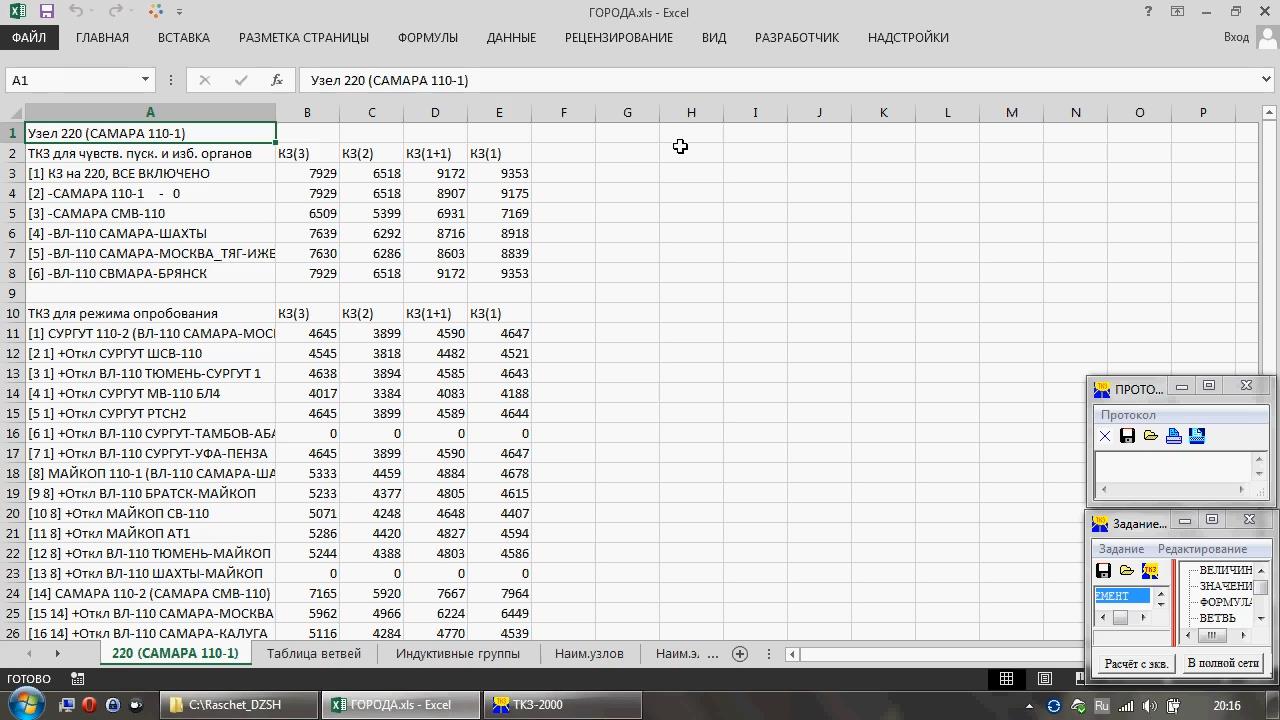 ГОРОДА.xls - Excel
ФАЙЛ ГЛАВНАЯ ВСТАВКА РАЗМЕТКА СТРАНИЦЫ ФОРМУЛЫ ДАННЫЕ РЕЦЕНЗИРОВАНИЕ ВИД РАЗРАБОТЧИК НАДСТРОЙКИ Вход
A1 fx Узел 220 (САМАРА 110-1)
A B C D E F G H I J K L M N O P
1 Узел 220 (САМАРА 110-1)
2 ТКЗ для чувств. пуск. и изб. органов КЗ(3) КЗ(2) КЗ(1+1) КЗ(1)
3 [1] КЗ на 220, ВСЕ ВКЛЮЧЕНО 7929 6518 9172 9353
4 [2] -САМАРА 110-1 - 0 7929 6518 8907 9175
5 [3] -САМАРА СМВ-110 6509 5399 6931 7169
6 [4] -ВЛ-110 САМАРА-ШАХТЫ 7639 6292 8716 8918
7 [5] -ВЛ-110 САМАРА-МОСКВА_ТЯГ-ИЖЕ 7630 6286 8603 8839
8 [6] -ВЛ-110 СВМАРА-БРЯНСК 7929 6518 9172 9353
9
10 ТКЗ для режима опробования КЗ(3) КЗ(2) КЗ(1+1) КЗ(1)
11 [1] СУРГУТ 110-2 (ВЛ-110 САМАРА-МОСК 4645 3899 4590 4647
12 [2 1] +Откл СУРГУТ ШСВ-110 4545 3818 4482 4521
13 [3 1] +Откл ВЛ-110 ТЮМЕНЬ-СУРГУТ 1 4638 3894 4585 4643
14 [4 1] +Откл СУРГУТ МВ-110 БЛ4 4017 3384 4083 4188
15 [5 1] +Откл СУРГУТ РТСН2 4645 3899 4589 4644
16 [6 1] +Откл ВЛ-110 СУРГУТ-ТАМБОВ-АБА 0 0 0 0
17 [7 1] +Откл ВЛ-110 СУРГУТ-УФА-ПЕНЗА 4645 3899 4590 4647
18 [8] МАЙКОП 110-1 (ВЛ-110 САМАРА-ША 5333 4459 4884 4678
19 [9 8] +Откл ВЛ-110 БРАТСК-МАЙКОП 5233 4377 4805 4615
20 [10 8] +Откл МАЙКОП СВ-110 5071 4248 4648 4407
21 [11 8] +Откл МАЙКОП АТ1 5286 4420 4827 4594
22 [12 8] +Откл ВЛ-110 ТЮМЕНЬ-МАЙКОП 5244 4388 4803 4586
23 [13 8] +Откл ВЛ-110 ШАХТЫ-МАЙКОП 0 0 0 0
24 [14] САМАРА 110-2 (САМАРА СМВ-110) 7165 5920 7667 7964
25 [15 14] +Откл ВЛ-110 САМАРА-МОСКВА 5962 4966 6224 6449
26 [16 14] +Откл ВЛ-110 САМАРА-КАЛУГА 5116 4284 4770 4539
ТКЗ ПРОТО...
Протокол
ТКЗ Задание...
Задание Редактирование
ТКЗ
ЕМЕНТ
ВЕЛИЧИН
ЗНАЧЕНИ
ФОРМУЛА
ВЕТВЬ
Расчёт с экв. В полной сети
220 (САМАРА 110-1) Таблица ветвей Индуктивные группы Наим.узлов Наим.э. ...
ГОТОВО
C:\Raschet_DZSH ГОРОДА.xls - Excel ТКЗ ТКЗ-2000 Ru 20:16